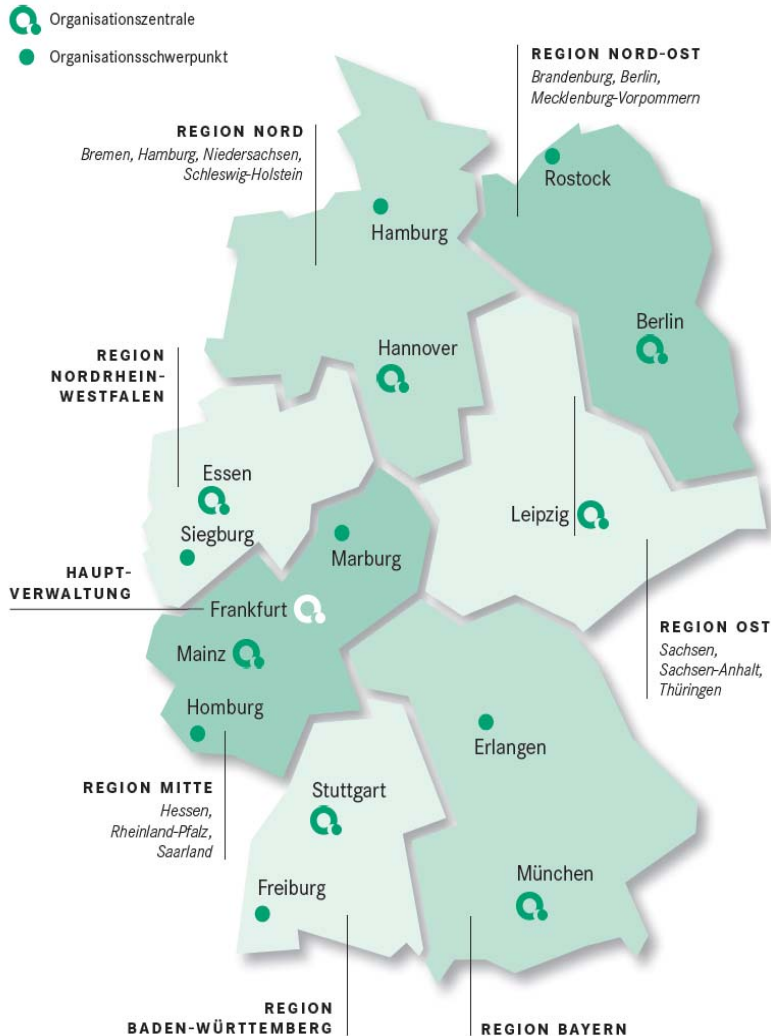 Organisationszentrale
Organisationsschwerpunkt
REGION NORD-OST
Brandenburg, Berlin,
Mecklenburg-Vorpommern
REGION NORD
Bremen, Hamburg, Niedersachsen,
Schleswig-Holstein
Rostock
Hamburg
Berlin
Hannover
REGION
NORDRHEIN-
WESTFALEN
Essen
Leipzig
Siegburg
Marburg
HAUPT-
VERWALTUNG
Frankfurt
REGION OST
Sachsen,
Sachsen-Anhalt,
Thüringen
Mainz
Homburg
Erlangen
REGION MITTE
Hessen,
Rheinland-Pfalz,
Saarland
Stuttgart
München
Freiburg
REGION
BADEN-WÜRTTEMBERG
REGION BAYERN